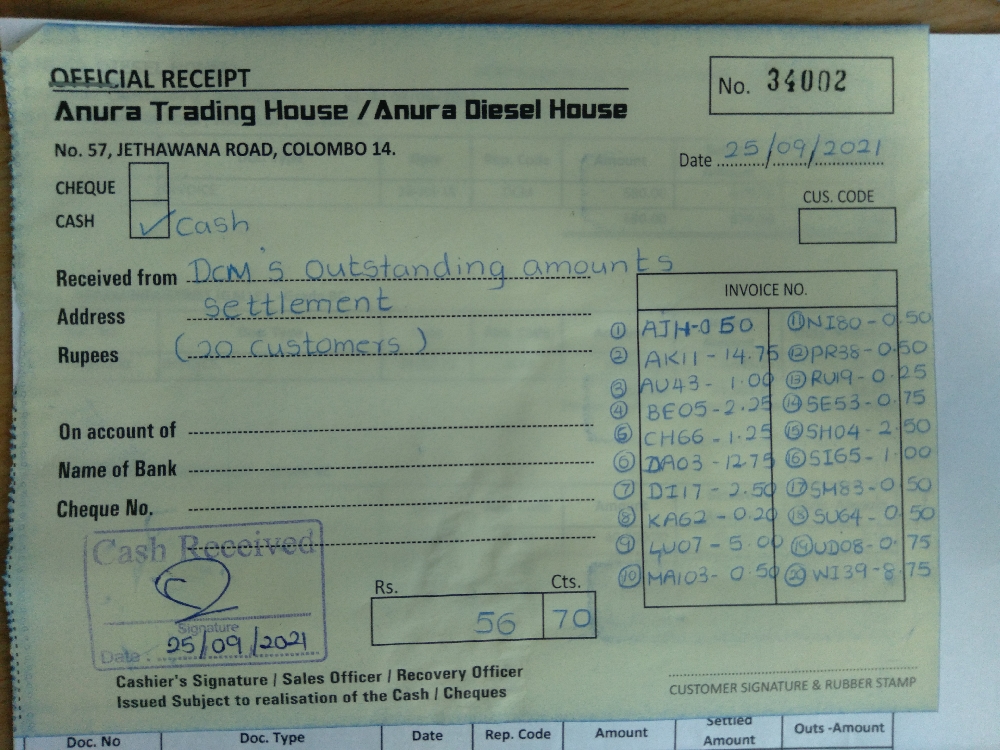 OFFICIAL RECEIPT
No. 34002
Anura Trading House / Anura Diesel House
No. 57, JETHAWANA ROAD, COLOMBO 14.
Date 25/09/2021
CHEQUE
CUS. CODE
CASH ✓ Cash
Received from DCM's outstanding amounts
Address settlement
Rupees (20 customers)
On account of
Name of Bank
Cheque No.
INVOICE NO.
① AJH-0 50 ⑪ NI80-0.50
② AK11-14.75 ⑫ PR38-0.50
③ AU43-1.00 ⑬ RU19-0.25
④ BE05-2.25 ⑭ SE53-0.75
⑤ CH66-1.25 ⑮ SH04-2.50
⑥ DA03-12.75 ⑯ SI65-1.00
⑦ DI17-2.50 ⑰ SM83-0.50
⑧ KA62-0.20 ⑱ SU64-0.50
⑨ LU07-5.00 ⑲ UD08-0.75
⑩ MA103-0.50 ⑳ WI39-8.75
Cash Received
Signature
Date: 25/09/2021
Rs. Cts.
56 70
Cashier's Signature / Sales Officer / Recovery Officer
Issued Subject to realisation of the Cash / Cheques
CUSTOMER SIGNATURE & RUBBER STAMP
Doc. No Doc. Type Date Rep. Code Amount Settled Amount Outs -Amount